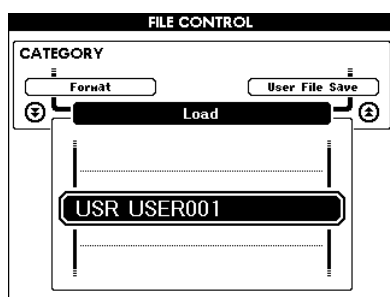 FILE CONTROL
CATEGORY
Format
User File Save
Load
USR USER001